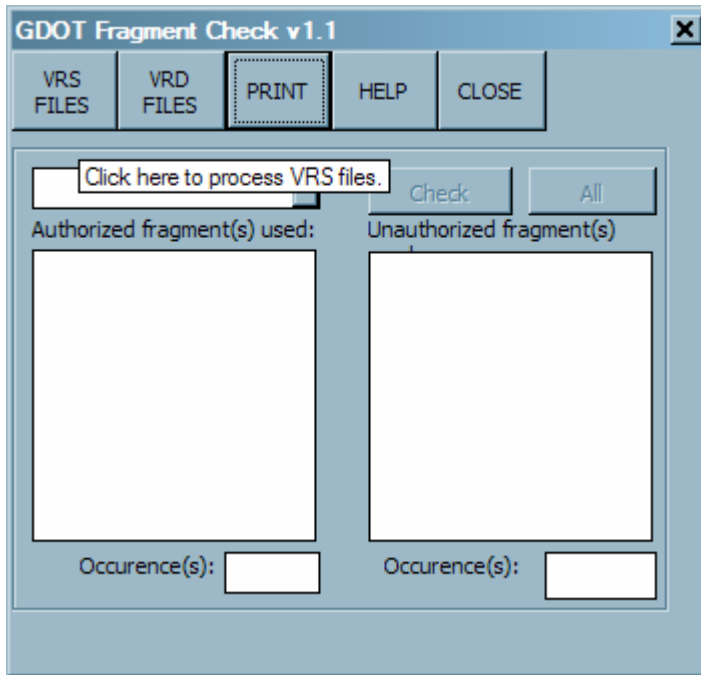 GDOT Fragment Check v1.1
VRS FILES
VRD FILES
PRINT
HELP
CLOSE
Click here to process VRS files.
Check
All
Authorized fragment(s) used:
Unauthorized fragment(s)
Occurence(s):
Occurence(s):